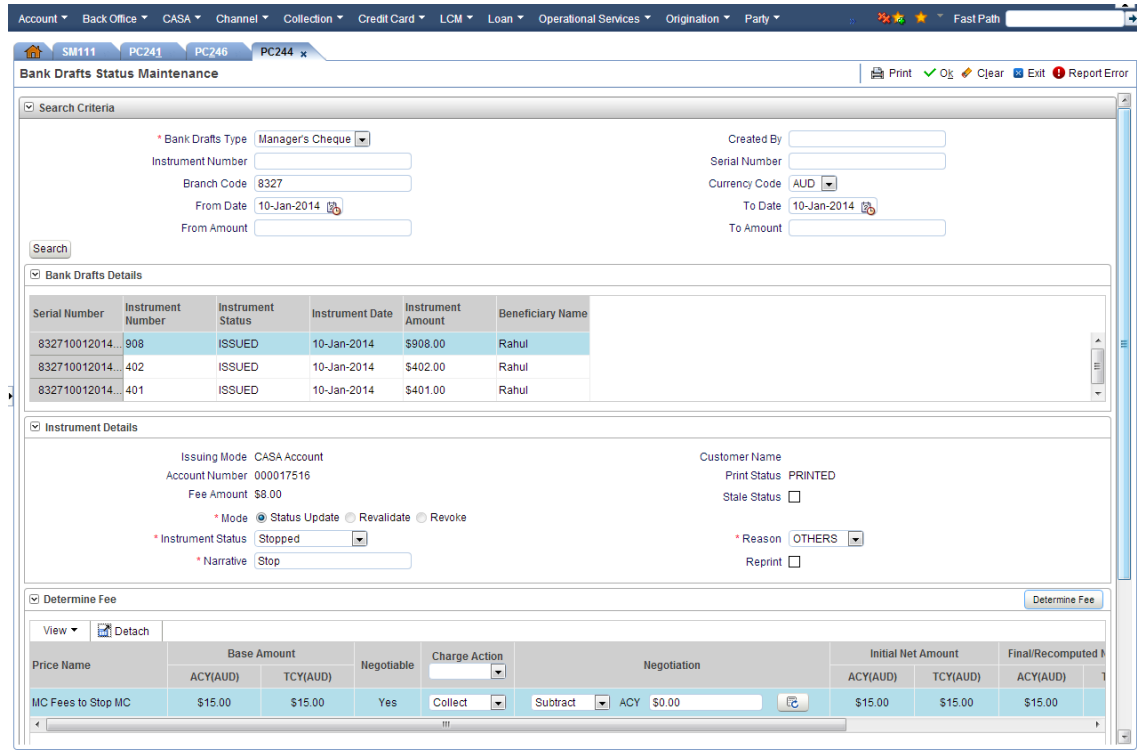 Account Back Office CASA Channel Collection Credit Card LCM Loan Operational Services Origination Party Fast Path
SM111 PC241 PC246 PC244 x
Bank Drafts Status Maintenance Print Ok Clear Exit Report Error
Search Criteria
* Bank Drafts Type Manager's Cheque Created By
Instrument Number Serial Number
Branch Code 8327 Currency Code AUD
From Date 10-Jan-2014 To Date 10-Jan-2014
From Amount To Amount
Search
Bank Drafts Details
Serial Number Instrument Number Instrument Status Instrument Date Instrument Amount Beneficiary Name
832710012014... 908 ISSUED 10-Jan-2014 $908.00 Rahul
832710012014... 402 ISSUED 10-Jan-2014 $402.00 Rahul
832710012014... 401 ISSUED 10-Jan-2014 $401.00 Rahul
Instrument Details
Issuing Mode CASA Account Customer Name
Account Number 000017516 Print Status PRINTED
Fee Amount $8.00 Stale Status
* Mode Status Update Revalidate Revoke
* Instrument Status Stopped * Reason OTHERS
* Narrative Stop Reprint
Determine Fee Determine Fee
View Detach
Price Name Base Amount Negotiable Charge Action Negotiation Initial Net Amount Final/Recomputed N
ACY(AUD) TCY(AUD) ACY(AUD) TCY(AUD) ACY(AUD) T
MC Fees to Stop MC $15.00 $15.00 Yes Collect Subtract ACY $0.00 $15.00 $15.00 $15.00